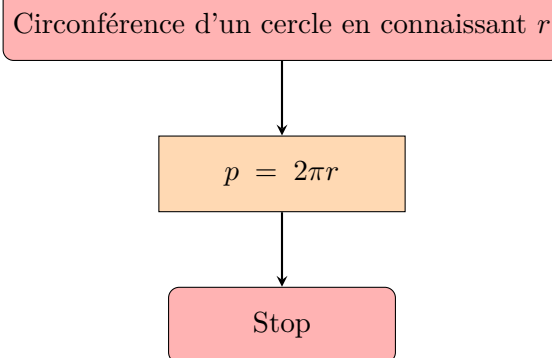 Circonférence d'un cercle en connaissant r
p = 2πr
Stop